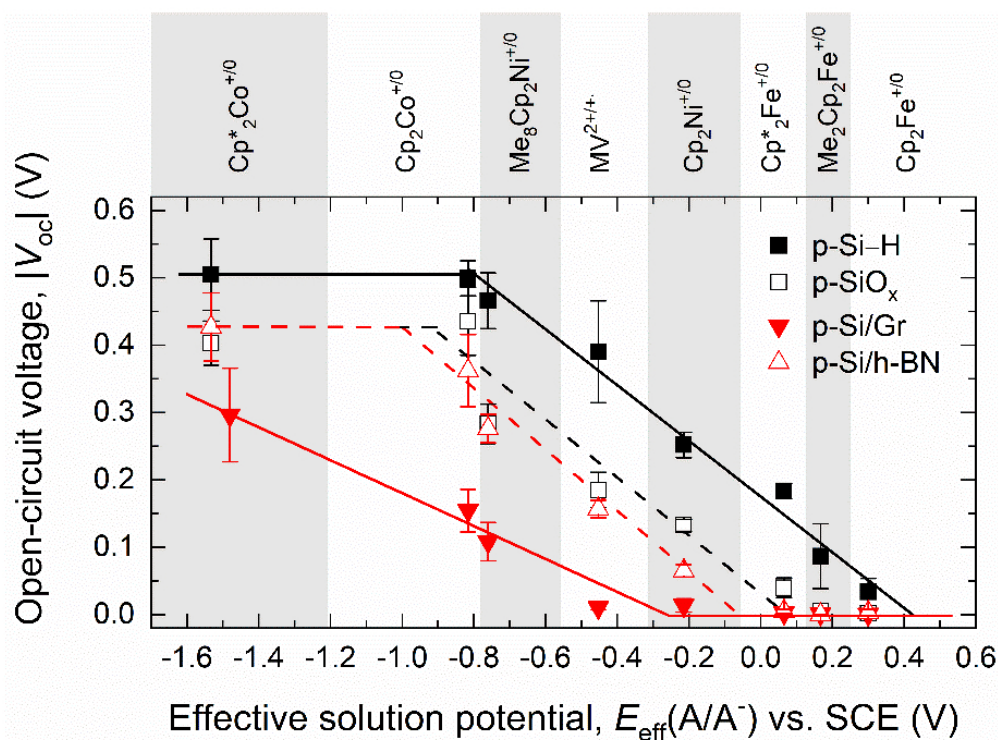 Cp*₂Co⁺/⁰
Cp₂Co⁺/⁰
Me₈Cp₂Ni⁺/⁰
MV²⁺/⁺·
Cp₂Ni⁺/⁰
Cp*₂Fe⁺/⁰
Me₂Cp₂Fe⁺/⁰
Cp₂Fe⁺/⁰
Open-circuit voltage, |Voc| (V)
0.6
0.5
0.4
0.3
0.2
0.1
0.0
p-Si–H
p-SiOₓ
p-Si/Gr
p-Si/h-BN
-1.6 -1.4 -1.2 -1.0 -0.8 -0.6 -0.4 -0.2 0.0 0.2 0.4 0.6
Effective solution potential, Eeff(A/A⁻) vs. SCE (V)